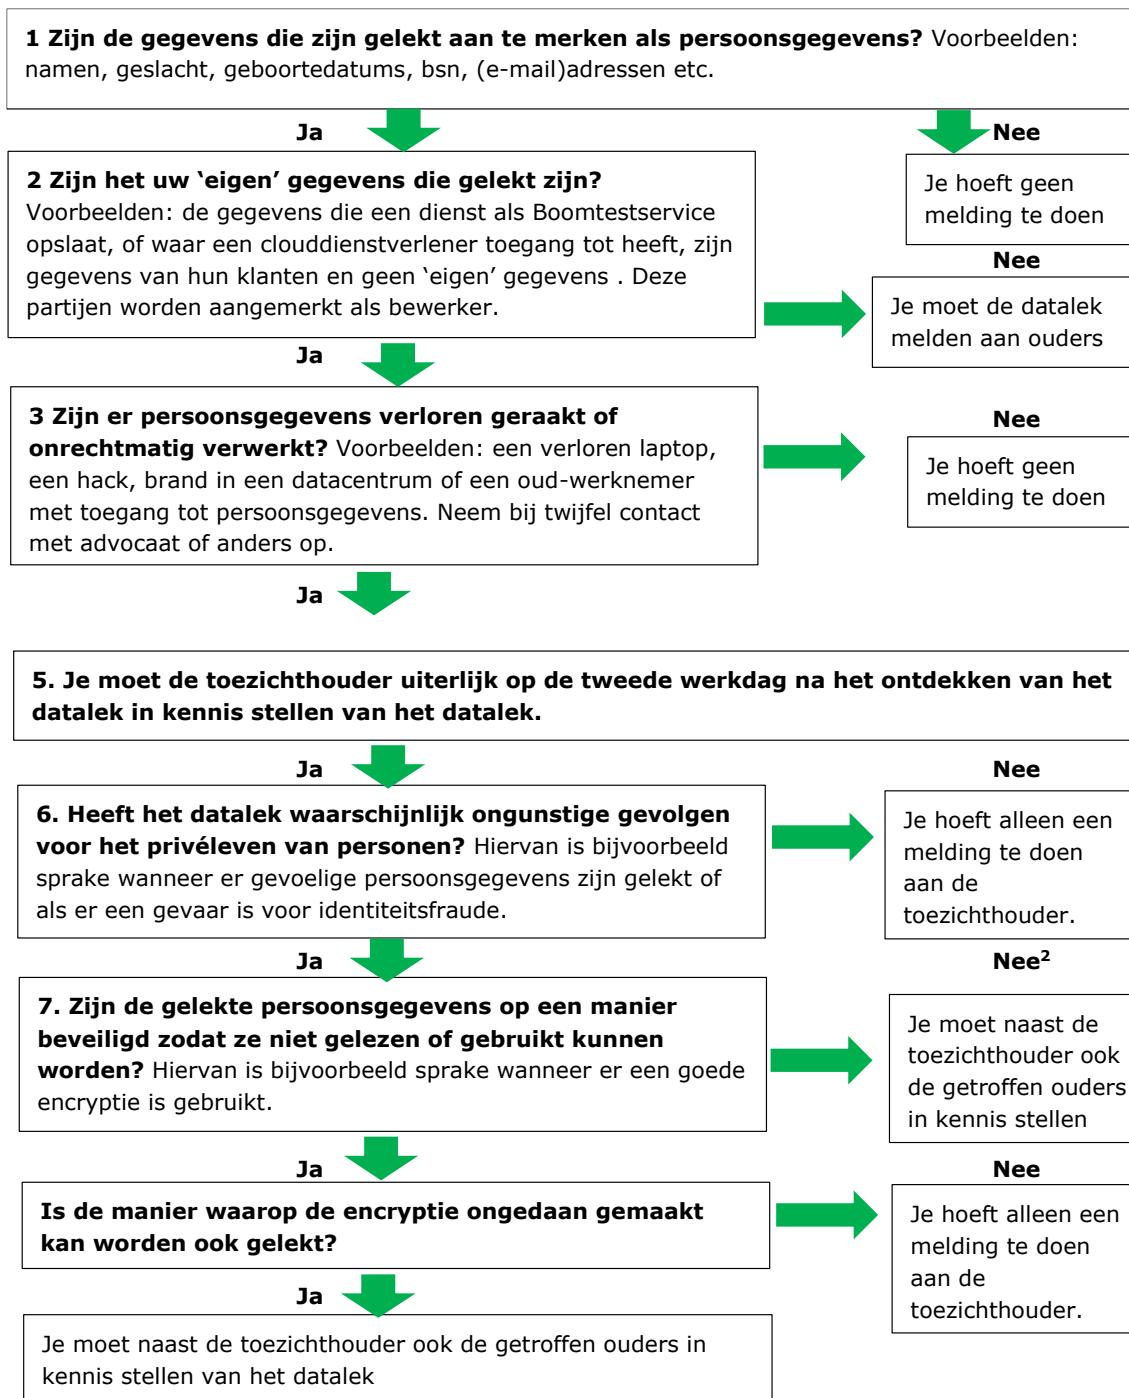 1 Zijn de gegevens die zijn gelekt aan te merken als persoonsgegevens? Voorbeelden:
namen, geslacht, geboortedatums, bsn, (e-mail)adressen etc.
Ja
Nee
2 Zijn het uw ‘eigen’ gegevens die gelekt zijn?
Voorbeelden: de gegevens die een dienst als Boomtestservice
opslaat, of waar een clouddienstverlener toegang tot heeft, zijn
gegevens van hun klanten en geen ‘eigen’ gegevens . Deze
partijen worden aangemerkt als bewerker.
Je hoeft geen
melding te doen
Nee
Je moet de datalek
melden aan ouders
Ja
3 Zijn er persoonsgegevens verloren geraakt of
onrechtmatig verwerkt? Voorbeelden: een verloren laptop,
een hack, brand in een datacentrum of een oud-werknemer
met toegang tot persoonsgegevens. Neem bij twijfel contact
met advocaat of anders op.
Nee
Je hoeft geen
melding te doen
Ja
5. Je moet de toezichthouder uiterlijk op de tweede werkdag na het ontdekken van het
datalek in kennis stellen van het datalek.
Ja
Nee
6. Heeft het datalek waarschijnlijk ongunstige gevolgen
voor het privéleven van personen? Hiervan is bijvoorbeeld
sprake wanneer er gevoelige persoonsgegevens zijn gelekt of
als er een gevaar is voor identiteitsfraude.
Je hoeft alleen een
melding te doen
aan de
toezichthouder.
Ja
Nee²
7. Zijn de gelekte persoonsgegevens op een manier
beveiligd zodat ze niet gelezen of gebruikt kunnen
worden? Hiervan is bijvoorbeeld sprake wanneer er een goede
encryptie is gebruikt.
Je moet naast de
toezichthouder ook
de getroffen ouders
in kennis stellen
Ja
Nee
Is de manier waarop de encryptie ongedaan gemaakt
kan worden ook gelekt?
Je hoeft alleen een
melding te doen
aan de
toezichthouder.
Ja
Je moet naast de toezichthouder ook de getroffen ouders in
kennis stellen van het datalek